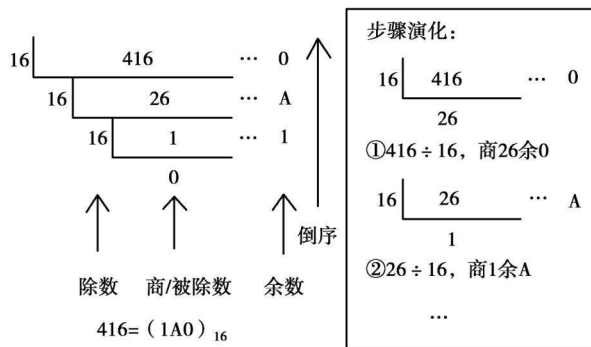 16 416 … 0
16 26 … A
16 1 … 1
0
倒序
除数 商/被除数 余数
416=（1A0）₁₆
步骤演化：
16 416 … 0
26
①416÷16，商26余0
16 26 … A
1
②26÷16，商1余A
…